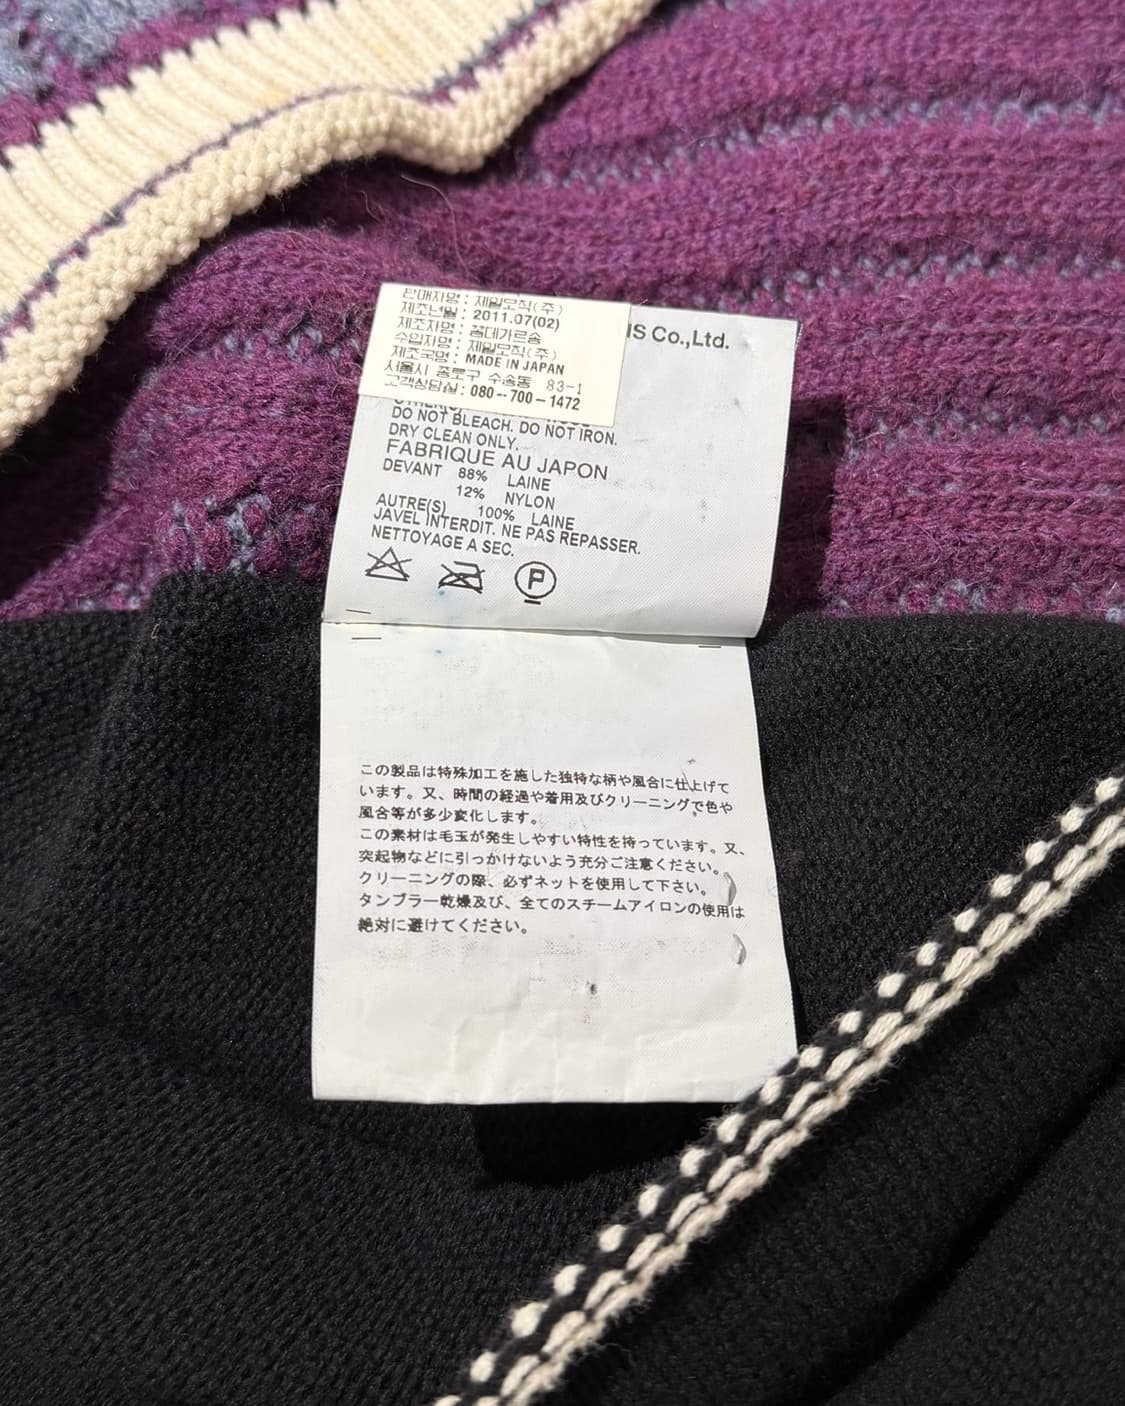 판매자명 : 제일모직(주)
제조년월 : 2011.07(02)
제조자명 : 꼼데가르송
수입자명 : 제일모직(주)
제조국명 : MADE IN JAPAN
서울시 종로구 수송동 83-1
고객상담실 : 080-700-1472
NS Co.,Ltd.
DO NOT BLEACH. DO NOT IRON.
DRY CLEAN ONLY.
FABRIQUE AU JAPON
DEVANT 88% LAINE
12% NYLON
AUTRE(S) 100% LAINE
JAVEL INTERDIT. NE PAS REPASSER.
NETTOYAGE A SEC.
P
この製品は特殊加工を施した独特な柄や風合に仕上げて
います。又、時間の経過や着用及びクリーニングで色や
風合等が多少変化します。
この素材は毛玉が発生しやすい特性を持っています。又、
突起物などに引っかけないよう充分ご注意ください。
クリーニングの際、必ずネットを使用して下さい。
タンブラー乾燥及び、全てのスチームアイロンの使用は
絶対に避けてください。